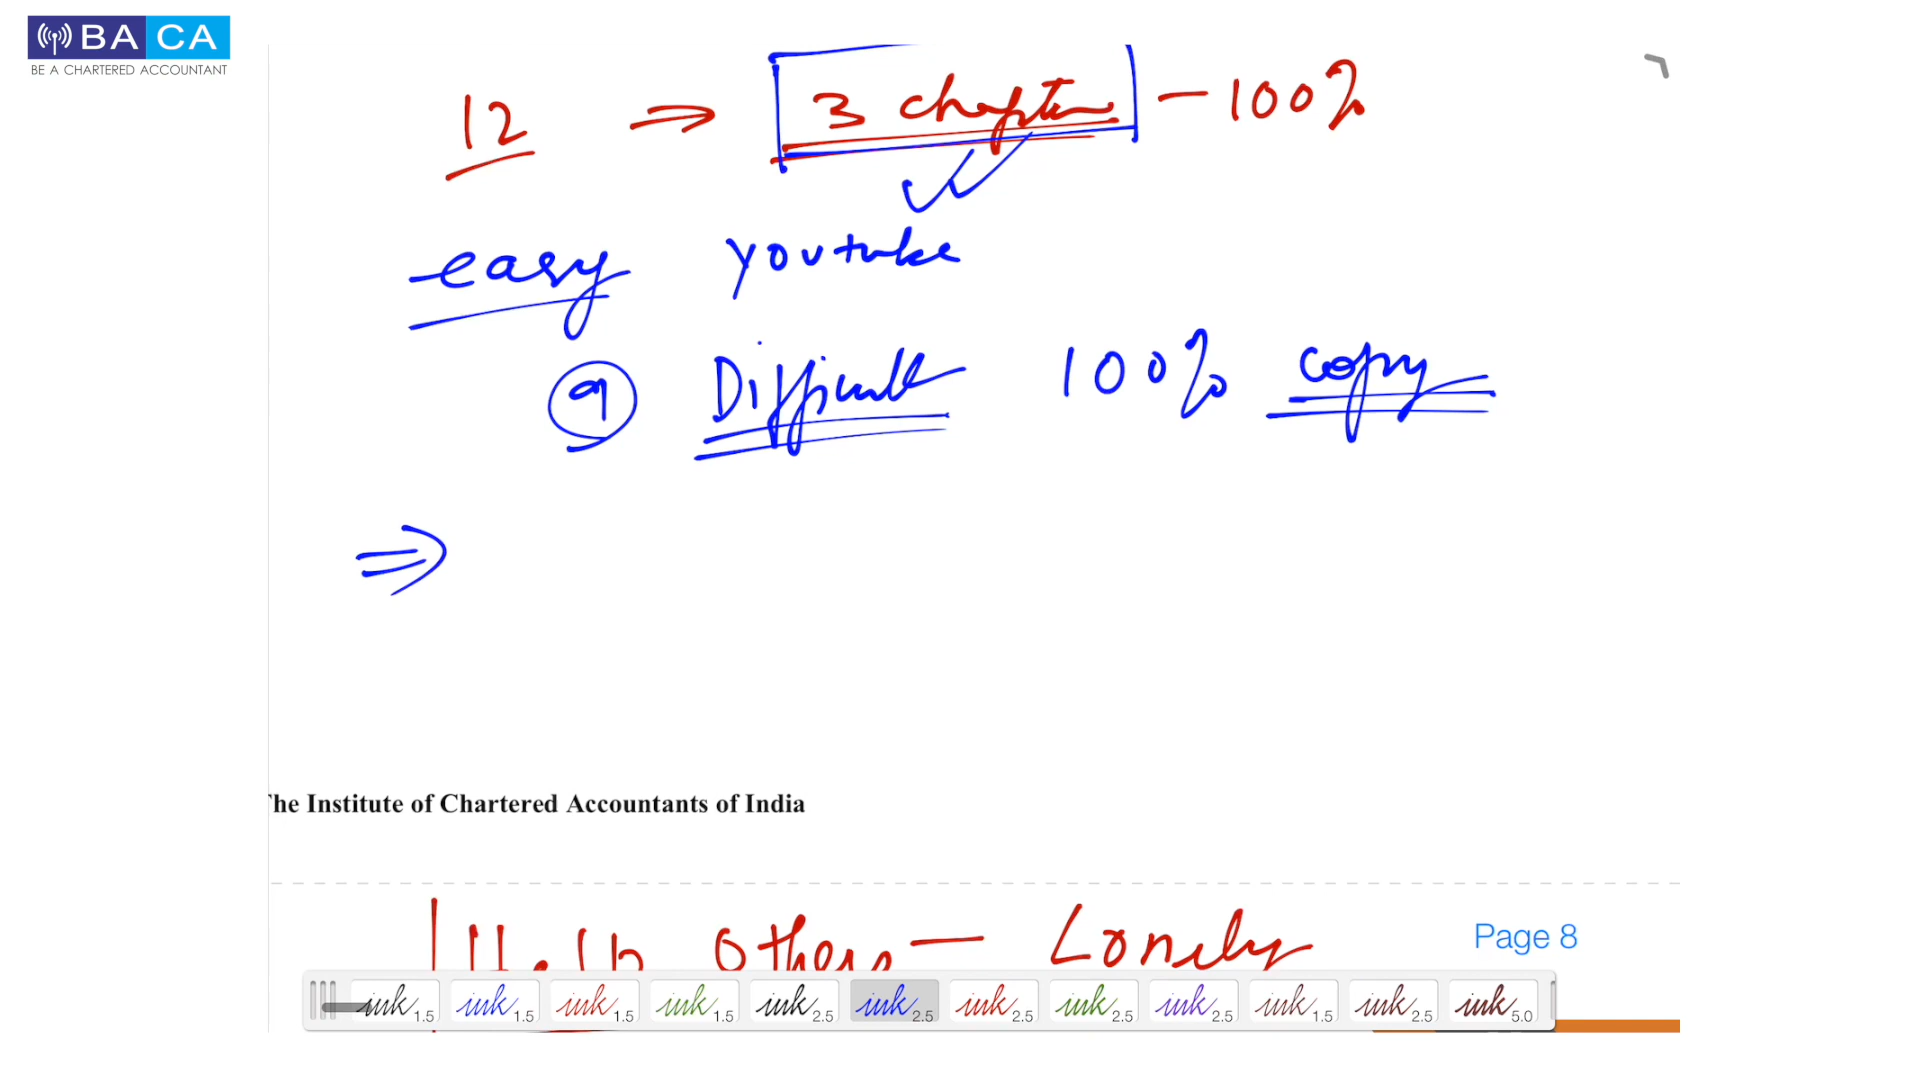 BA CA
BE A CHARTERED ACCOUNTANT
12 ⇒ 3 chapter - 100%
easy youtube
9 Difficult 100% copy
⇒
The Institute of Chartered Accountants of India
Help others — Lonely
Page 8
ink 1.5 ink 1.5 ink 1.5 ink 1.5 ink 2.5 ink 2.5 ink 2.5 ink 2.5 ink 2.5 ink 1.5 ink 2.5 ink 5.0